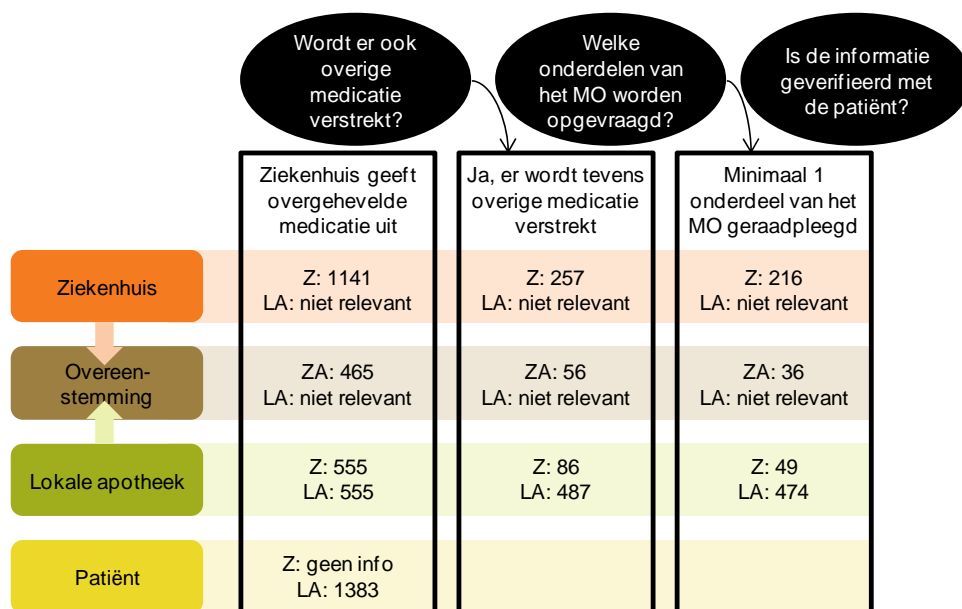 Wordt er ook
overige
medicatie
verstrekt?
Welke
onderdelen van
het MO worden
opgevraagd?
Is de informatie
geverifieerd met
de patiënt?
Ziekenhuis geeft
overgehevelde
medicatie uit
Ja, er wordt tevens
overige medicatie
verstrekt
Minimaal 1
onderdeel van het
MO geraadpleegd
Ziekenhuis
Z: 1141
LA: niet relevant
Z: 257
LA: niet relevant
Z: 216
LA: niet relevant
Overeen-
stemming
ZA: 465
LA: niet relevant
ZA: 56
LA: niet relevant
ZA: 36
LA: niet relevant
Lokale apotheek
Z: 555
LA: 555
Z: 86
LA: 487
Z: 49
LA: 474
Patiënt
Z: geen info
LA: 1383